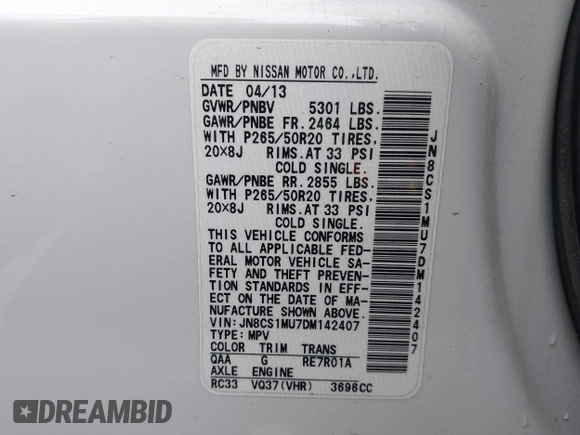 MFD BY NISSAN MOTOR CO.,LTD.
DATE 04/13
GVWR/PNBV 5301 LBS.
GAWR/PNBE FR. 2464 LBS.
WITH P265/50R20 TIRES,
20×8J RIMS.AT 33 PSI
COLD SINGLE.
GAWR/PNBE RR. 2855 LBS.
WITH P265/50R20 TIRES,
20×8J RIMS.AT 33 PSI
COLD SINGLE.
THIS VEHICLE CONFORMS
TO ALL APPLICABLE FED-
ERAL MOTOR VEHICLE SA-
FETY AND THEFT PREVEN-
TION STANDARDS IN EFF-
ECT ON THE DATE OF MA-
NUFACTURE SHOWN ABOVE.
VIN:JN8CS1MU7DM142407
TYPE:MPV
COLOR TRIM TRANS
QAA G RE7R01A
AXLE ENGINE
RC33 VQ37(VHR) 3696CC
JN8CS1MU7DM142407
DREAMBID
DREAMBID